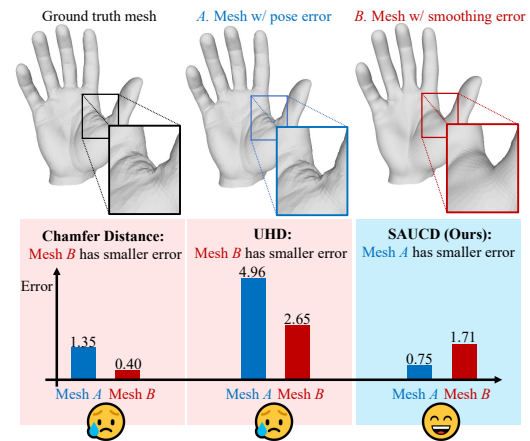 Ground truth mesh
A. Mesh w/ pose error
B. Mesh w/ smoothing error
Chamfer Distance:
Mesh B has smaller error
UHD:
Mesh B has smaller error
SAUCD (Ours):
Mesh A has smaller error
Error
1.35
0.40
4.96
2.65
0.75
1.71
Mesh A Mesh B
Mesh A Mesh B
Mesh A Mesh B